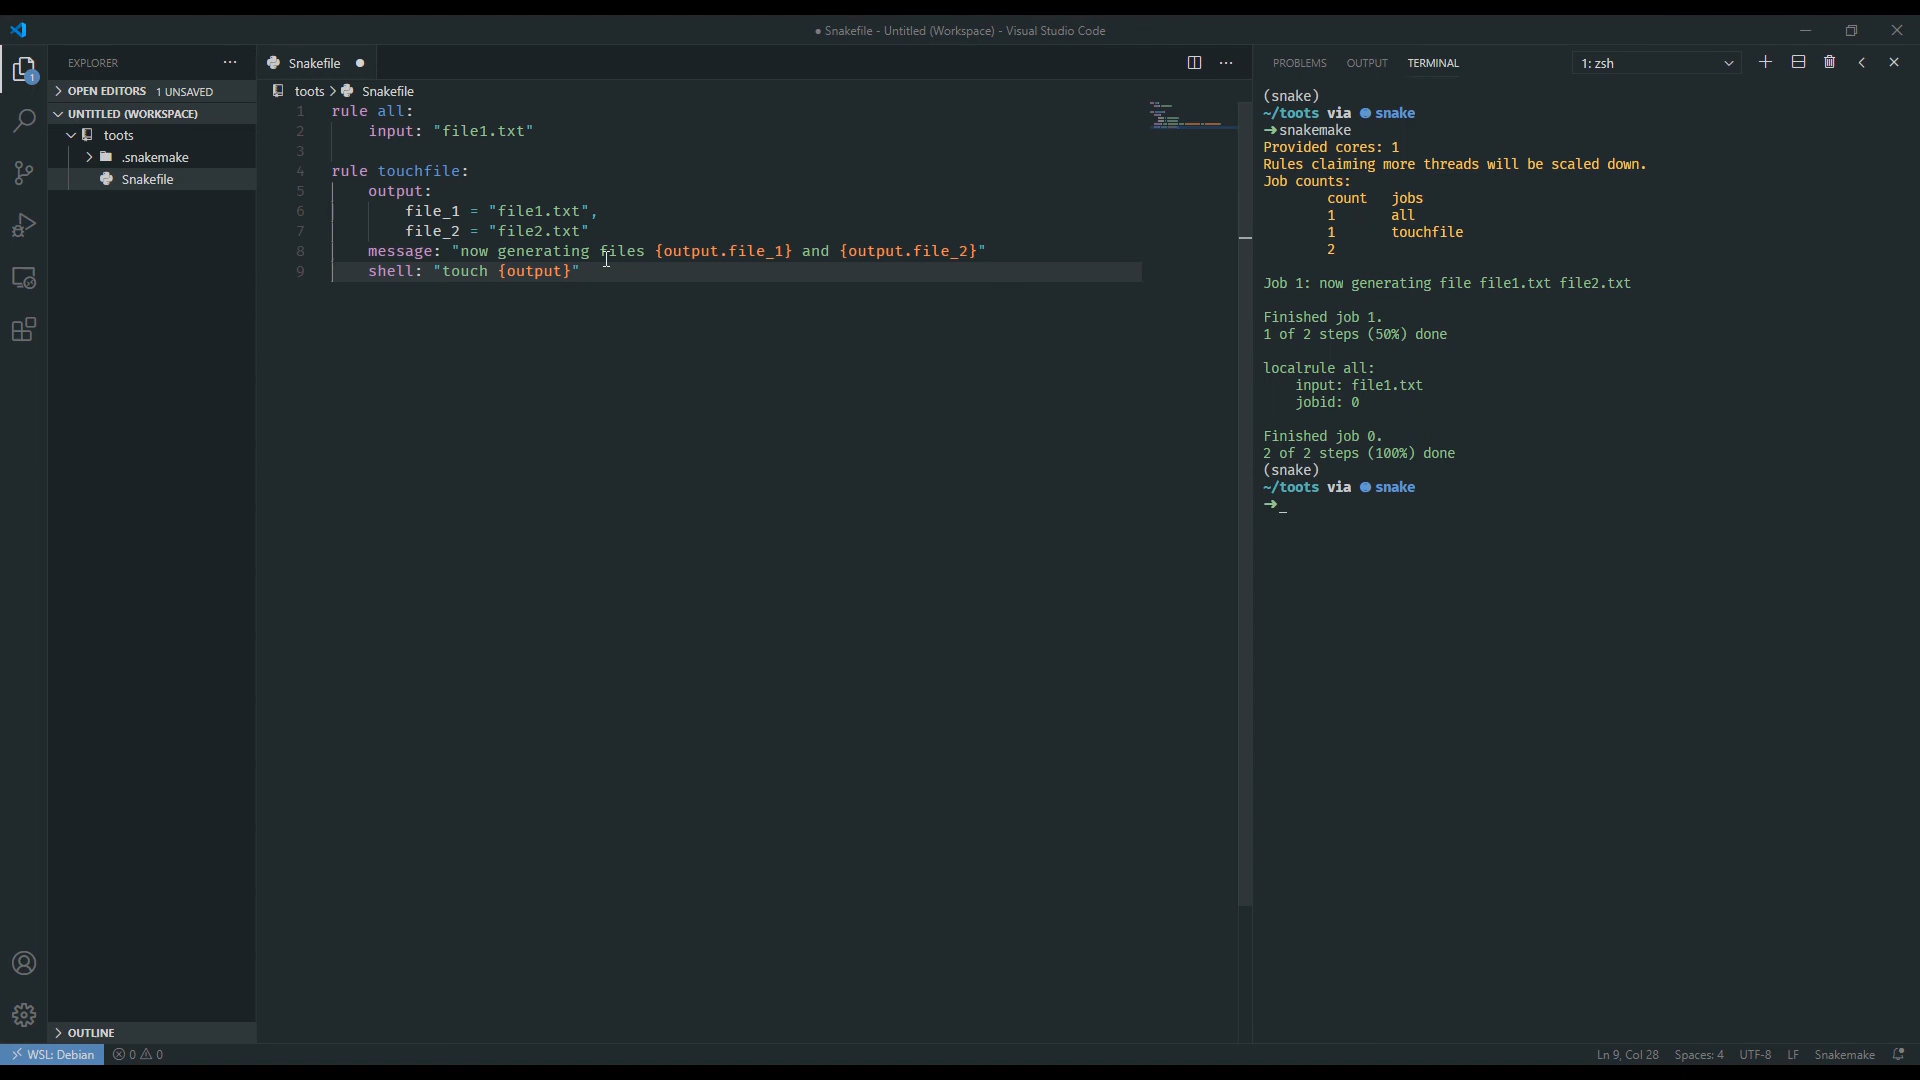 ● Snakefile - Untitled (Workspace) - Visual Studio Code
EXPLORER
OPEN EDITORS 1 UNSAVED
UNTITLED (WORKSPACE)
toots
.snakemake
Snakefile
OUTLINE
1
Snakefile
toots > Snakefile
1 rule all:
2 input: "file1.txt"
3
4 rule touchfile:
5 output:
6 file_1 = "file1.txt",
7 file_2 = "file2.txt"
8 message: "now generating files {output.file_1} and {output.file_2}"
9 shell: "touch {output}"
PROBLEMS OUTPUT TERMINAL 1: zsh
(snake)
~/toots via snake
➜ snakemake
Provided cores: 1
Rules claiming more threads will be scaled down.
Job counts:
count jobs
1 all
1 touchfile
2
Job 1: now generating file file1.txt file2.txt
Finished job 1.
1 of 2 steps (50%) done
localrule all:
input: file1.txt
jobid: 0
Finished job 0.
2 of 2 steps (100%) done
(snake)
~/toots via snake
➜ _
WSL: Debian 0 0 Ln 9, Col 28 Spaces: 4 UTF-8 LF Snakemake